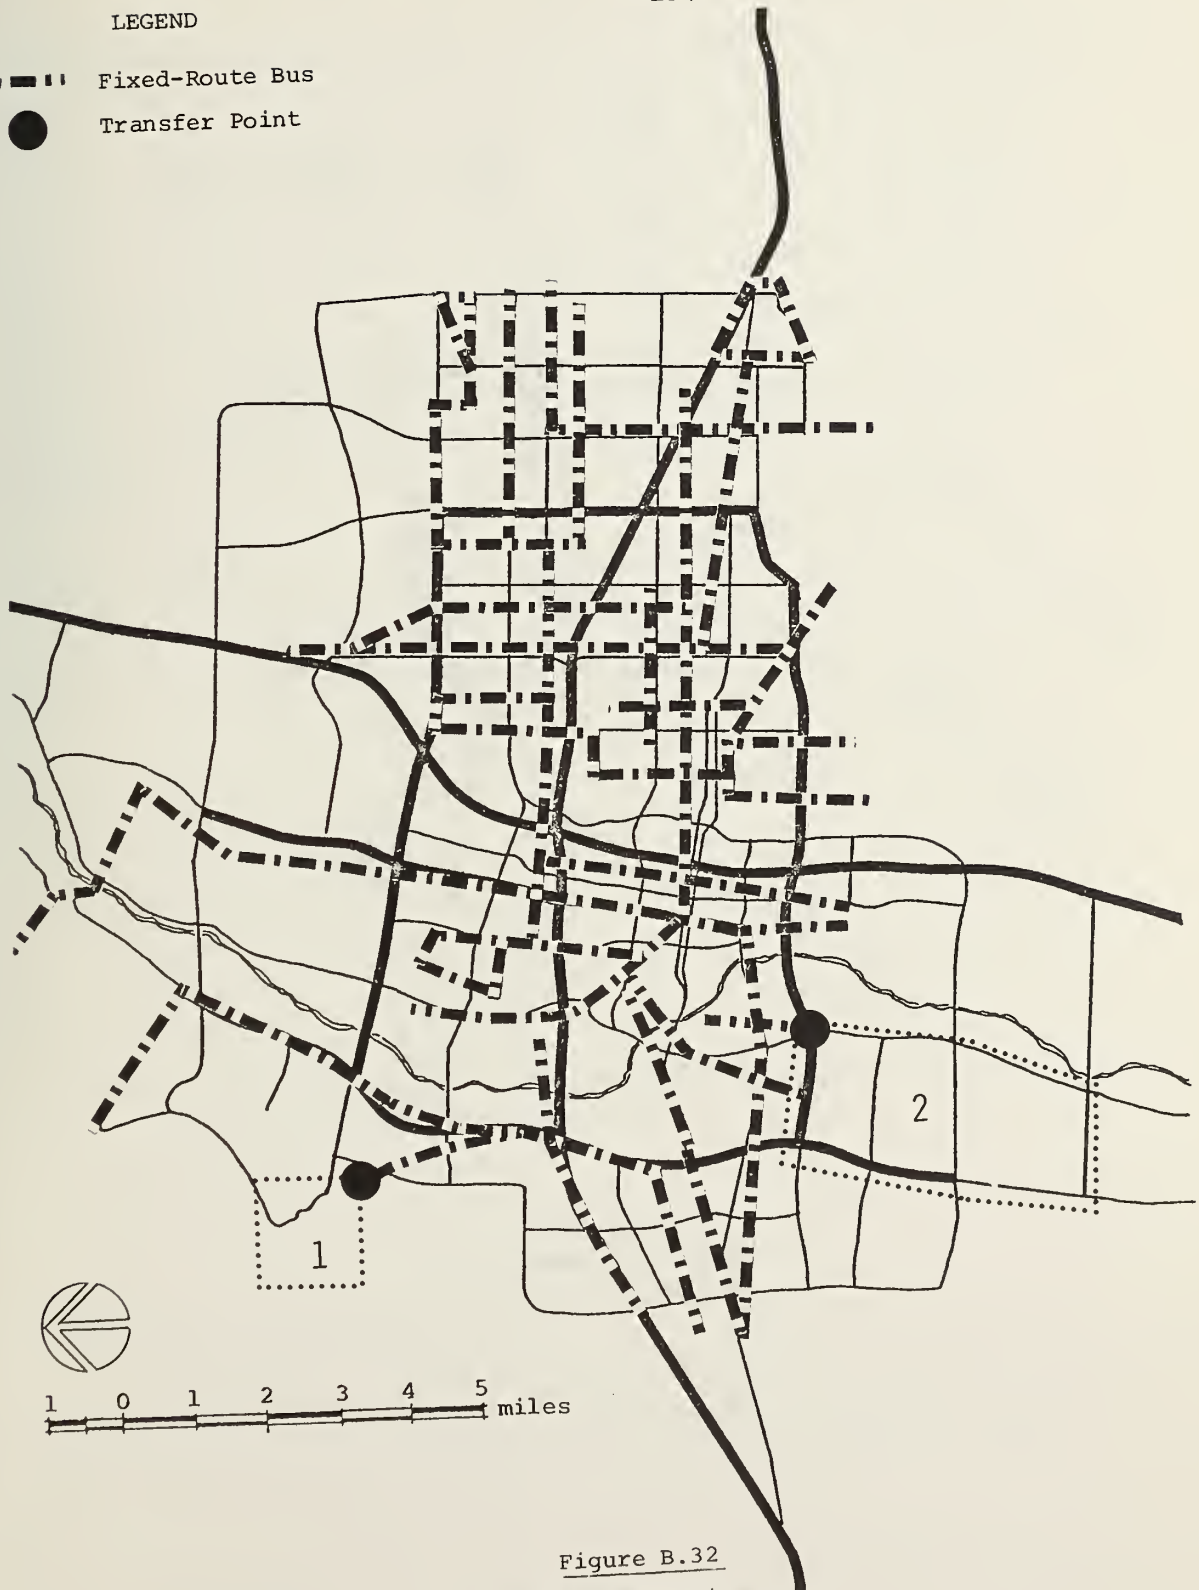 LEGEND
Fixed-Route Bus
Transfer Point
2
1
1 0 1 2 3 4 5 miles
Figure B.32